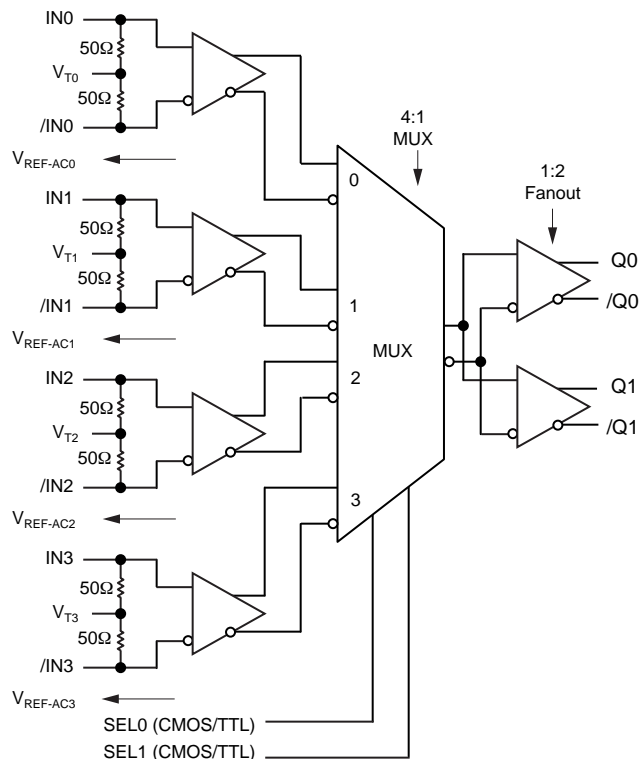 IN0
50Ω
VT0
50Ω
/IN0
VREF-AC0
IN1
50Ω
VT1
50Ω
/IN1
VREF-AC1
IN2
50Ω
VT2
50Ω
/IN2
VREF-AC2
IN3
50Ω
VT3
50Ω
/IN3
VREF-AC3
SEL0 (CMOS/TTL)
SEL1 (CMOS/TTL)
4:1
MUX
0
1
MUX
2
3
1:2
Fanout
Q0
/Q0
Q1
/Q1